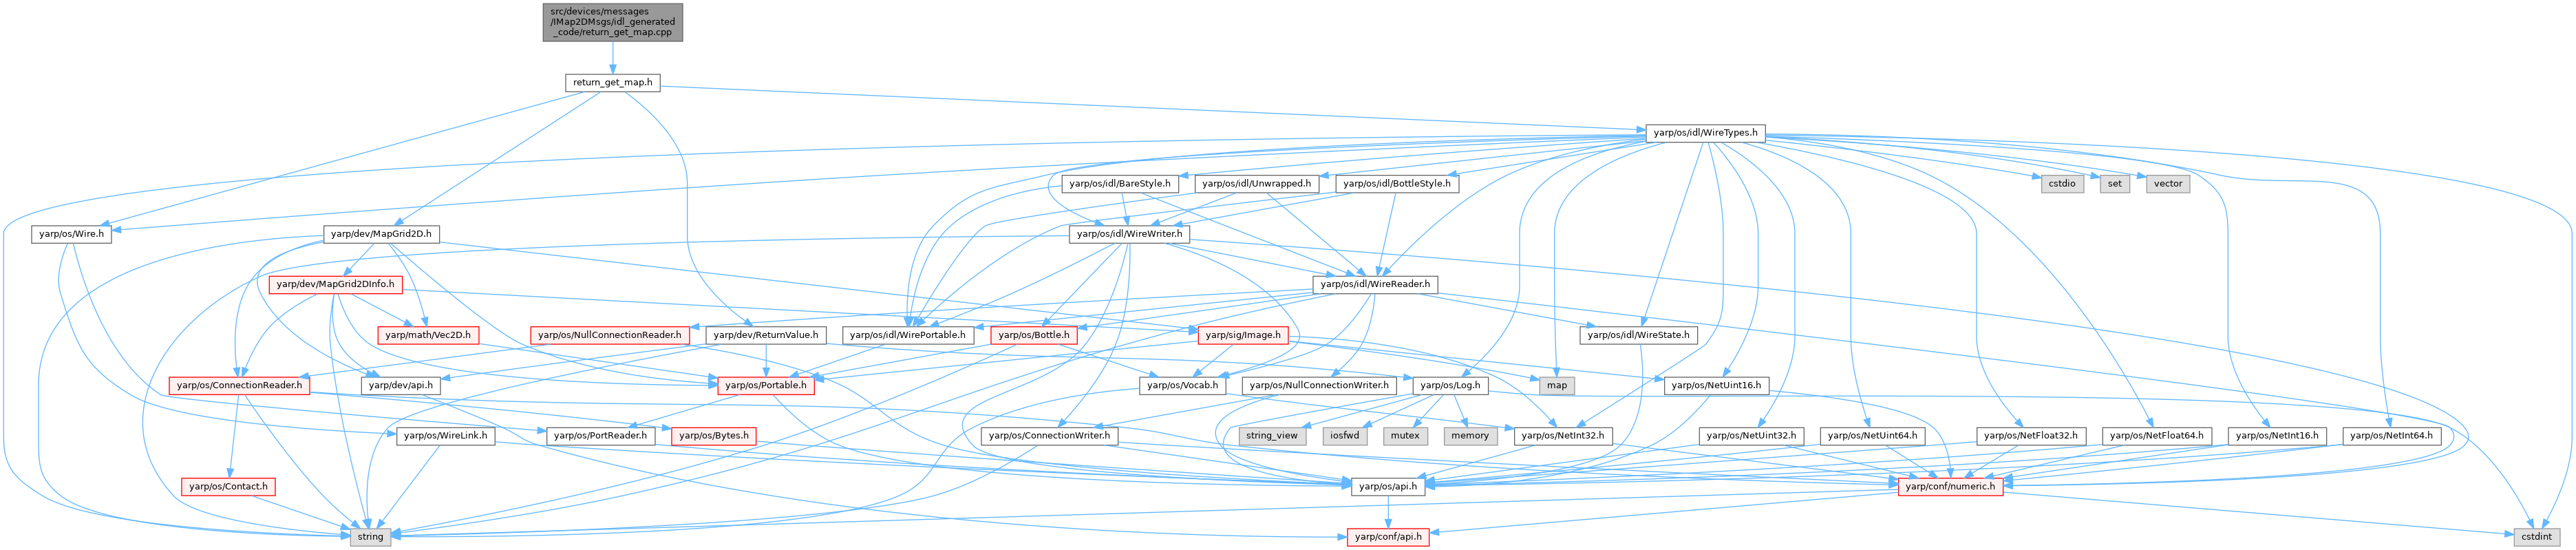 src/devices/messages
/IMap2DMsgs/idl_generated
_code/return_get_map.cpp
return_get_map.h
yarp/os/idl/WireTypes.h
yarp/os/idl/BareStyle.h
yarp/os/idl/Unwrapped.h
yarp/os/idl/BottleStyle.h
cstdio
set
vector
yarp/os/Wire.h
yarp/dev/MapGrid2D.h
yarp/os/idl/WireWriter.h
yarp/dev/MapGrid2DInfo.h
yarp/os/idl/WireReader.h
yarp/math/Vec2D.h
yarp/os/NullConnectionReader.h
yarp/dev/ReturnValue.h
yarp/os/idl/WirePortable.h
yarp/os/Bottle.h
yarp/sig/Image.h
yarp/os/idl/WireState.h
yarp/os/ConnectionReader.h
yarp/dev/api.h
yarp/os/Portable.h
yarp/os/Vocab.h
yarp/os/NullConnectionWriter.h
yarp/os/Log.h
map
yarp/os/NetUint16.h
yarp/os/WireLink.h
yarp/os/PortReader.h
yarp/os/Bytes.h
yarp/os/ConnectionWriter.h
string_view
iosfwd
mutex
memory
yarp/os/NetInt32.h
yarp/os/NetUint32.h
yarp/os/NetUint64.h
yarp/os/NetFloat32.h
yarp/os/NetFloat64.h
yarp/os/NetInt16.h
yarp/os/NetInt64.h
yarp/os/Contact.h
yarp/os/api.h
yarp/conf/numeric.h
string
yarp/conf/api.h
cstdint